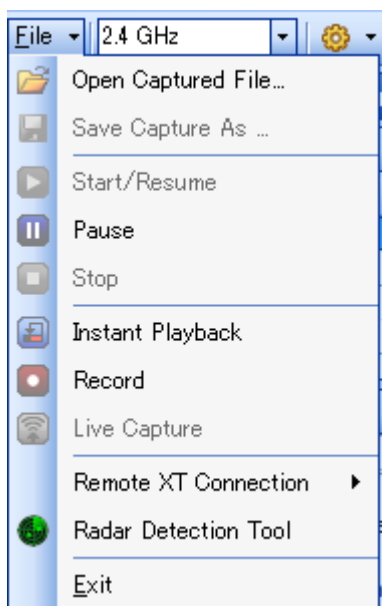 File 2.4 GHz
Open Captured File...
Save Capture As ...
Start/Resume
Pause
Stop
Instant Playback
Record
Live Capture
Remote XT Connection
Radar Detection Tool
Exit